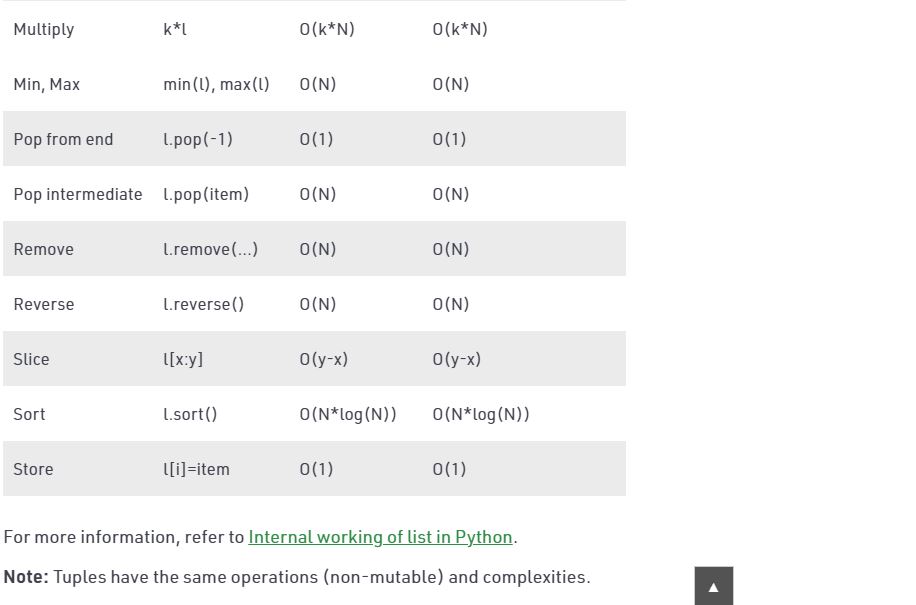 Multiply k*l O(k*N) O(k*N)
Min, Max min(l), max(l) O(N) O(N)
Pop from end l.pop(-1) O(1) O(1)
Pop intermediate l.pop(item) O(N) O(N)
Remove l.remove(...) O(N) O(N)
Reverse l.reverse() O(N) O(N)
Slice l[x:y] O(y-x) O(y-x)
Sort l.sort() O(N*log(N)) O(N*log(N))
Store l[i]=item O(1) O(1)
For more information, refer to Internal working of list in Python.
Note: Tuples have the same operations (non-mutable) and complexities.